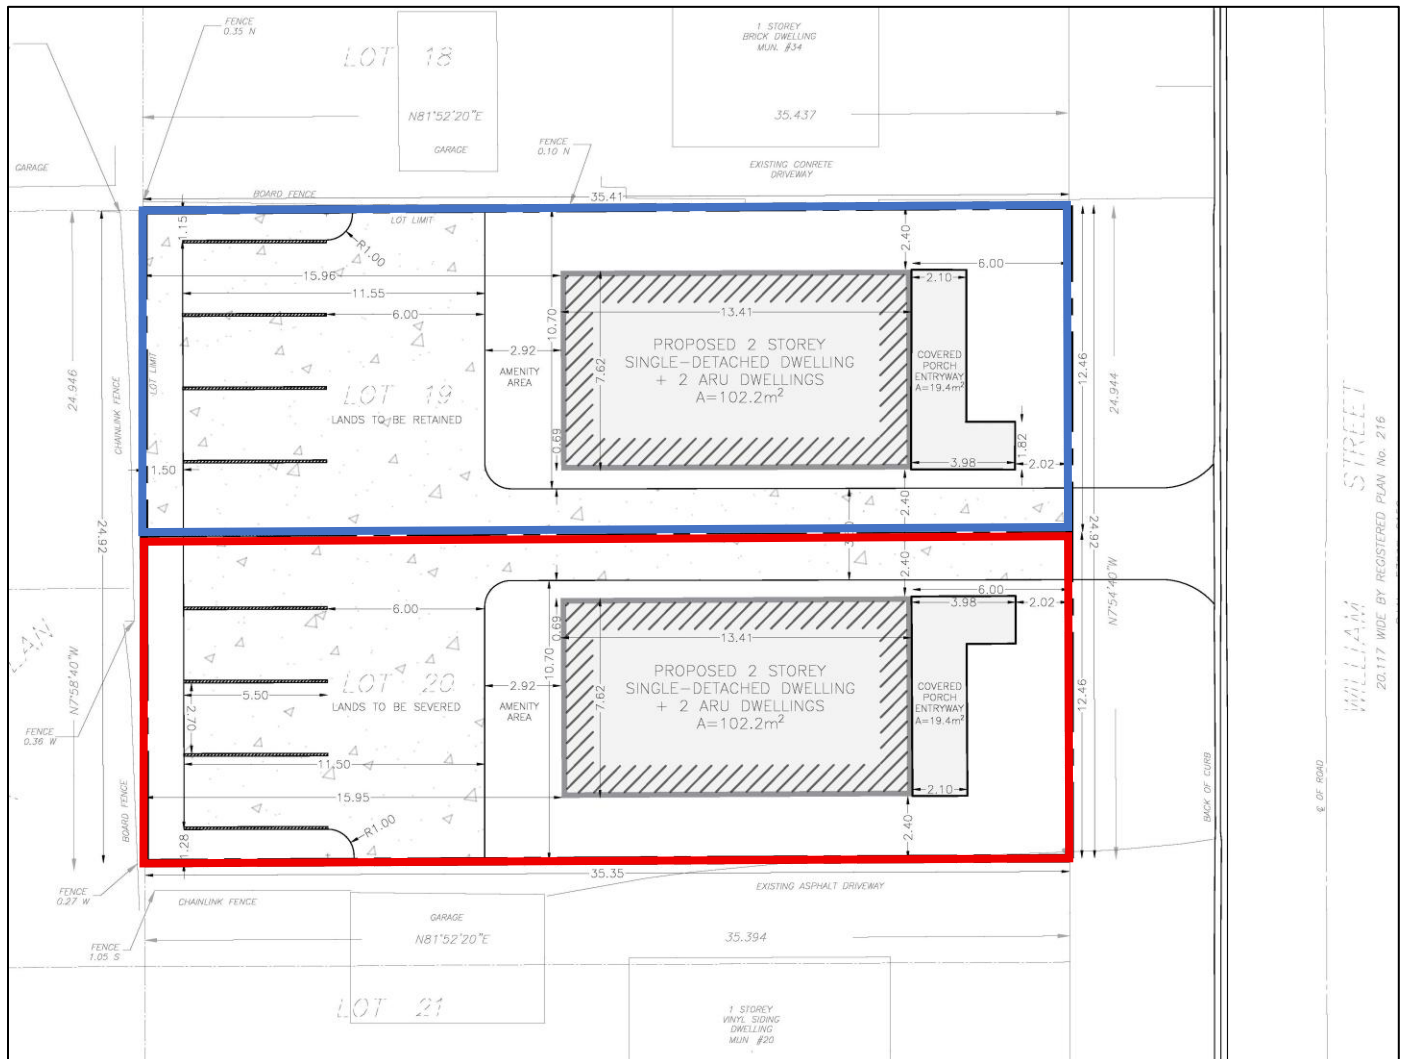 FENCE
0.35 N
LOT 18
1 STOREY
BRICK DWELLING
MUN. #34
N81°52'20"E
35.437
GARAGE
FENCE
0.10 N
GARAGE
EXISTING CONRETE
DRIVEWAY
BOARD FENCE
35.41
LOT LIMIT
1.15
R1.00
2.40
6.00
15.96
2.10
11.55
13.41
6.00
10.70
7.62
2.92
AMENITY
AREA
PROPOSED 2 STOREY
SINGLE-DETACHED DWELLING
+ 2 ARU DWELLINGS
A=102.2m²
COVERED
PORCH
ENTRYWAY
A=19.4m²
12.46
24.944
24.946
CHAINLINK FENCE
LOT LIMIT
LOT 19
LANDS TO BE RETAINED
0.69
1.82
1.50
3.98
2.02
2.40
24.92
24.92
2.40
6.00
6.00
3.98
2.02
0.69
13.41
N7°54'40"W
N7°58'40"W
10.70
7.62
LOT 20
LANDS TO BE SEVERED
5.50
2.70
2.92
AMENITY
AREA
PROPOSED 2 STOREY
SINGLE-DETACHED DWELLING
+ 2 ARU DWELLINGS
A=102.2m²
COVERED
PORCH
ENTRYWAY
A=19.4m²
12.46
FENCE
0.36 W
11.50
15.95
2.10
R1.00
1.28
2.40
BOARD FENCE
BACK OF CURB
℄ OF ROAD
WILLIAM STREET
20.117 WIDE BY REGISTERED PLAN No. 216
35.35
FENCE
0.27 W
CHAINLINK FENCE
EXISTING ASPHALT DRIVEWAY
GARAGE
N81°52'20"E
35.394
FENCE
1.05 S
LOT 21
1 STOREY
VINYL SIDING
DWELLING
MUN #20